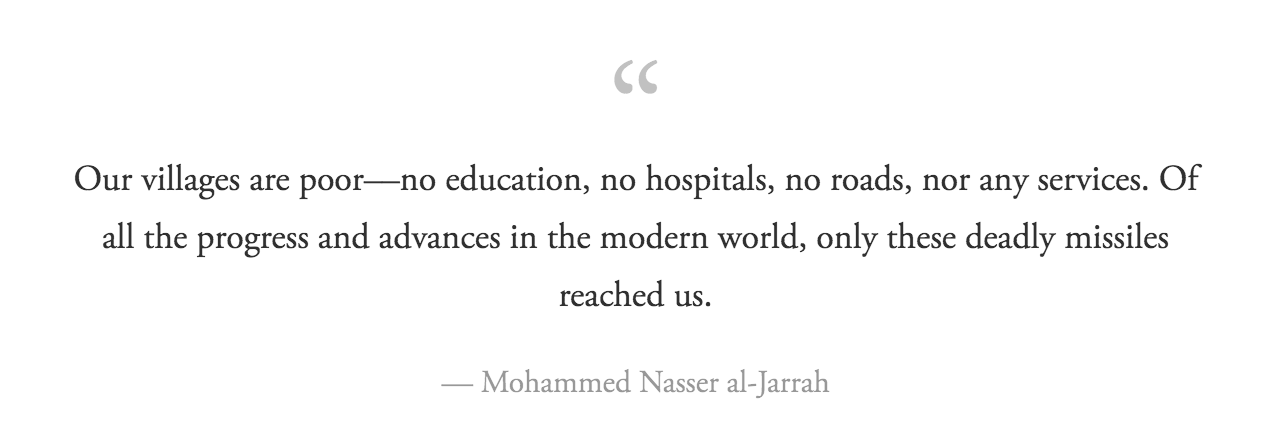 “
Our villages are poor—no education, no hospitals, no roads, nor any services. Of
all the progress and advances in the modern world, only these deadly missiles
reached us.
— Mohammed Nasser al-Jarrah